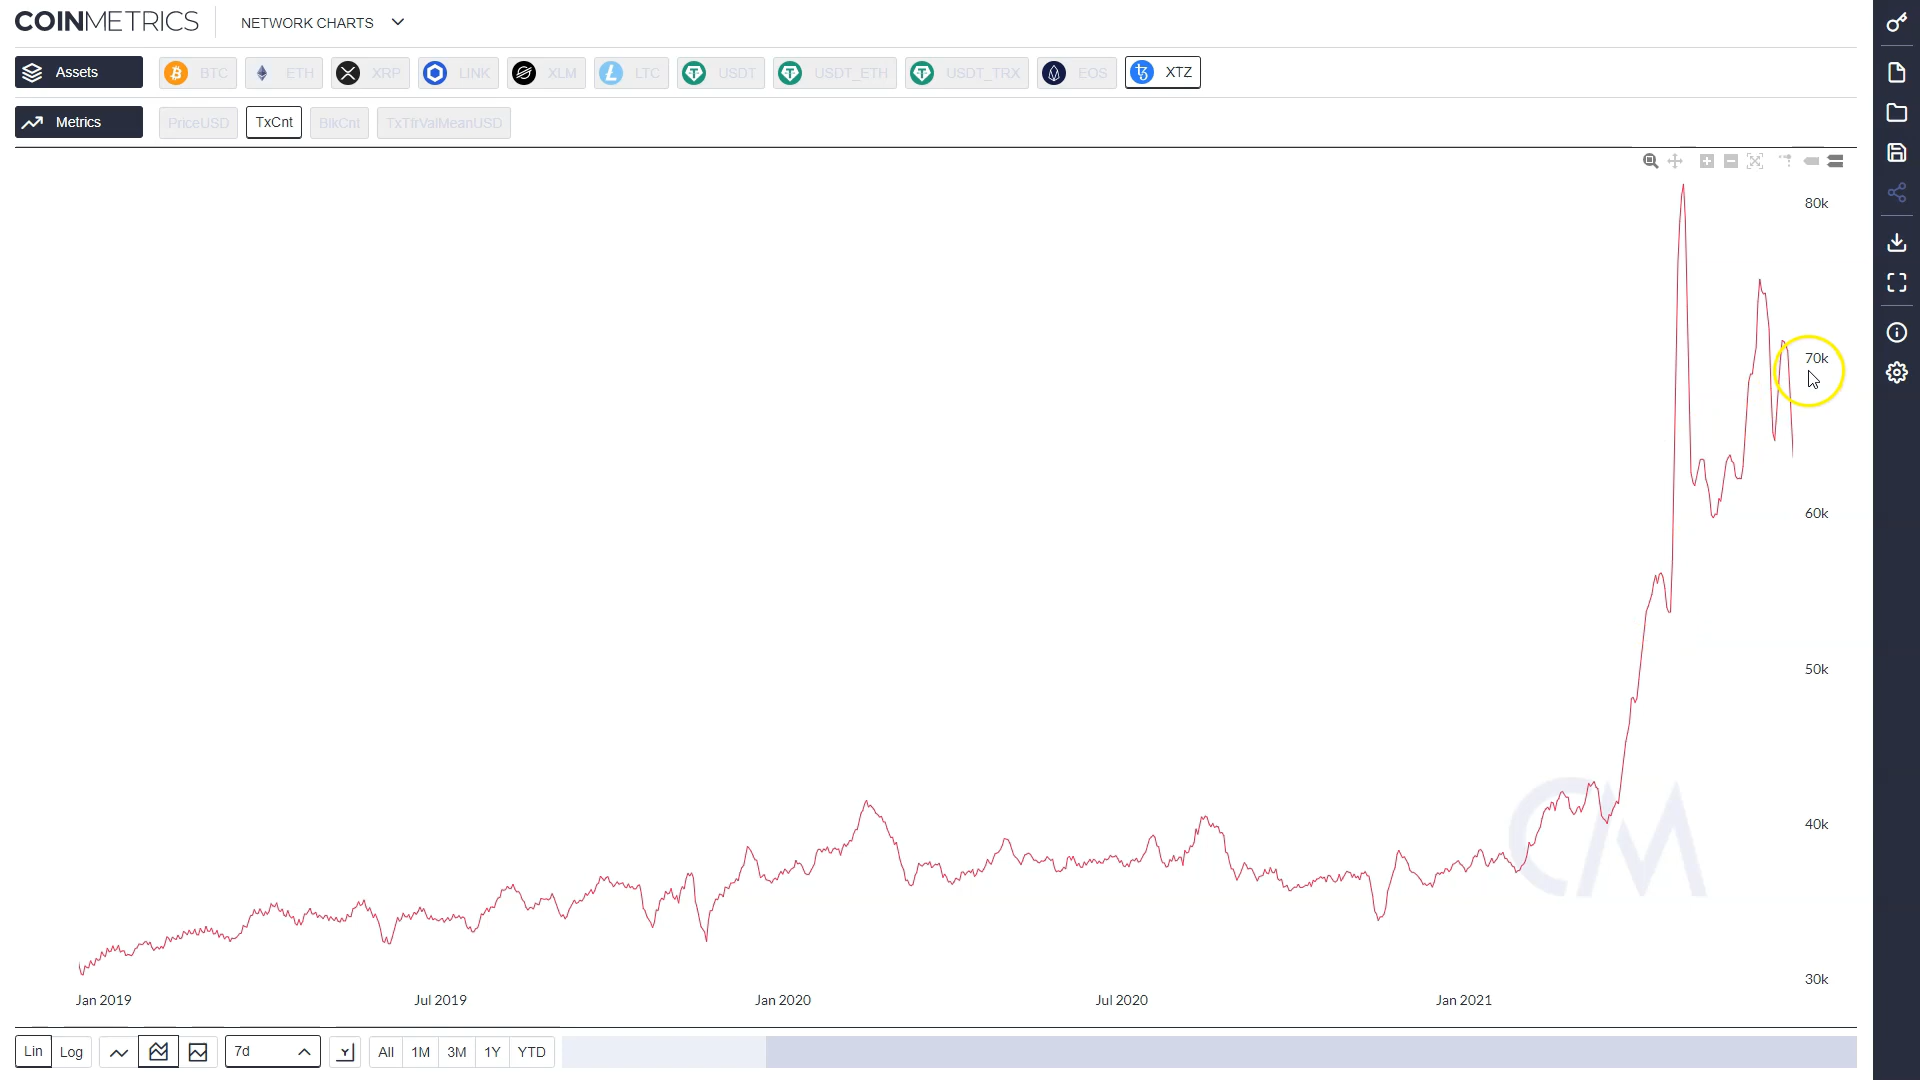 COINMETRICS NETWORK CHARTS
Assets BTC ETH XRP LINK XLM LTC USDT USDT_ETH USDT_TRX EOS XTZ
Metrics PriceUSD TxCnt BlkCnt TxTfrValMeanUSD
80k
70k
60k
50k
40k
30k
Jan 2019 Jul 2019 Jan 2020 Jul 2020 Jan 2021
CM
Lin Log 7d All 1M 3M 1Y YTD